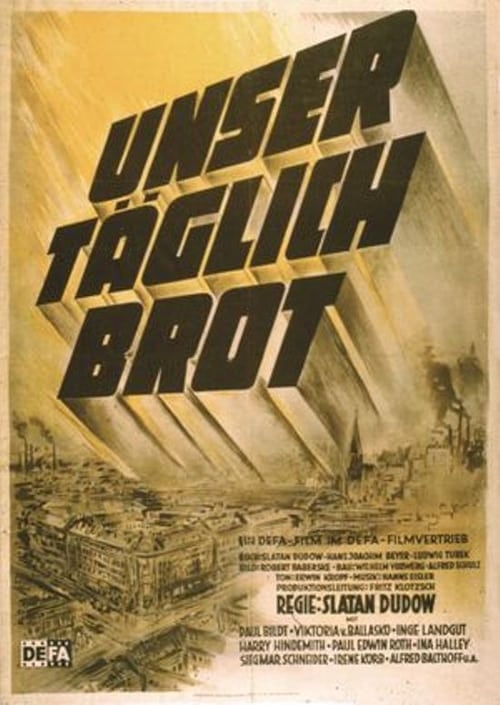 UNSER
TÄGLICH
BROT
EIN DEFA-FILM IM DEFA-FILMVERTRIEB
BUCH: SLATAN DUDOW · HANS JOACHIM BEYER · LUDWIG TUREK
BILD: ROBERT BABERSKE · BAU: WILHELM VORWERG · ALFRED SCHULZ
TON: ERWIN KROPF · MUSIK: HANNS EISLER
PRODUKTIONSLEITUNG: FRITZ KLOTZSCH
REGIE: SLATAN DUDOW
MIT
PAUL BILDT · VIKTORIA v. BALLASKO · INGE LANDGUT
HARRY HINDEMITH · PAUL EDWIN ROTH · INA HALLEY
SIEGMAR SCHNEIDER · IRENE KORB · ALFRED BALTHOFF u.A.
DEFA